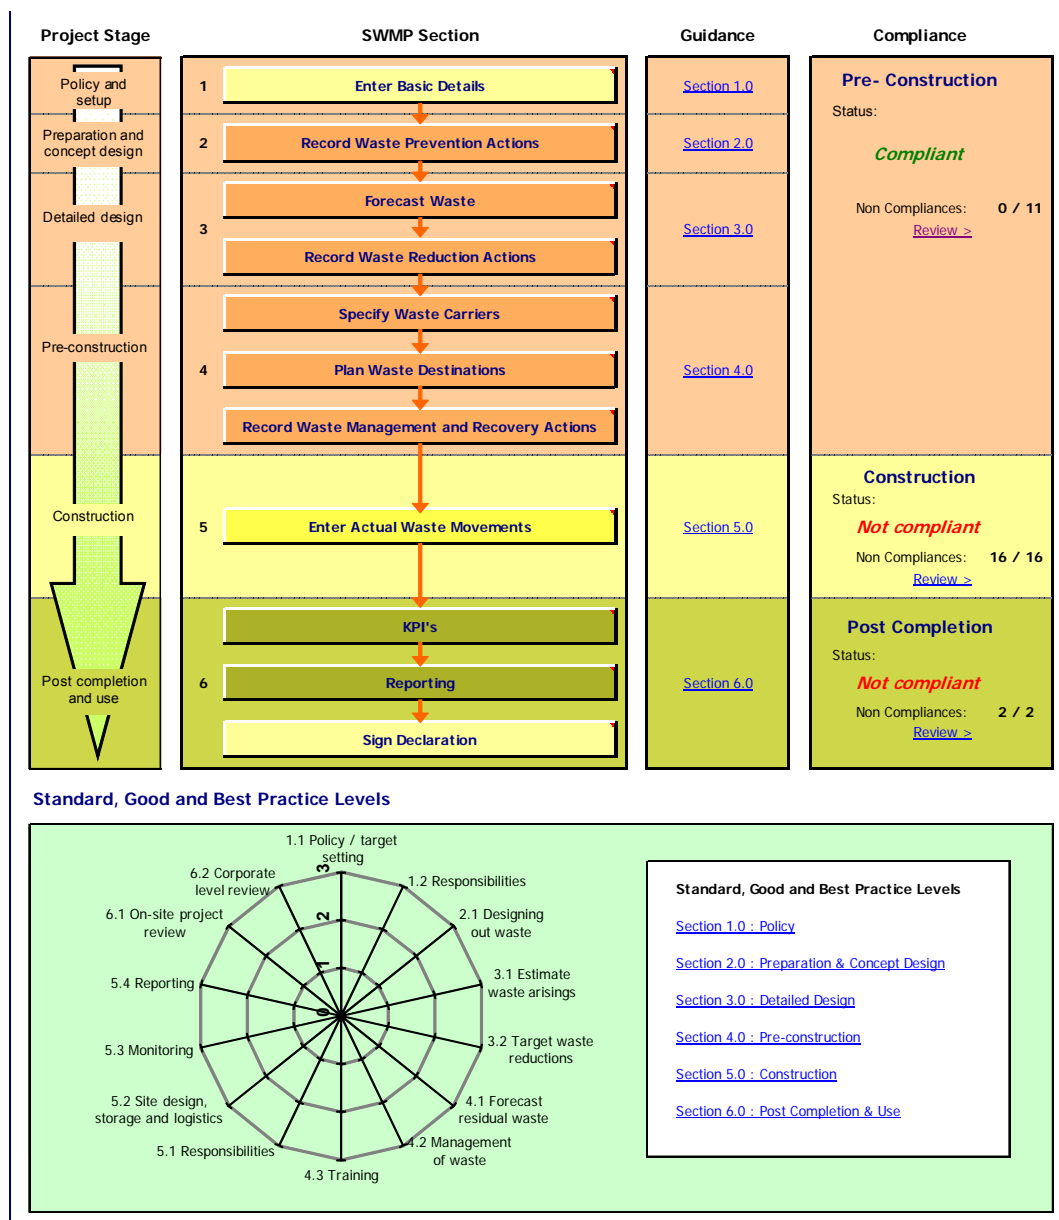 Project Stage
SWMP Section
Guidance
Compliance
Policy and
setup
1
Enter Basic Details
Section 1.0
Pre- Construction
Status:
Compliant
Non Compliances: 0 / 11
Review >
Preparation and
concept design
2
Record Waste Prevention Actions
Section 2.0
Detailed design
3
Forecast Waste
Record Waste Reduction Actions
Section 3.0
Pre-construction
4
Specify Waste Carriers
Plan Waste Destinations
Record Waste Management and Recovery Actions
Section 4.0
Construction
5
Enter Actual Waste Movements
Section 5.0
Construction
Status:
Not compliant
Non Compliances: 16 / 16
Review >
Post completion
and use
6
KPI's
Reporting
Sign Declaration
Section 6.0
Post Completion
Status:
Not compliant
Non Compliances: 2 / 2
Review >
Standard, Good and Best Practice Levels
1.1 Policy / target
setting
1.2 Responsibilities
2.1 Designing
out waste
3.1 Estimate
waste arisings
3.2 Target waste
reductions
4.1 Forecast
residual waste
4.2 Management
of waste
4.3 Training
5.1 Responsibilities
5.2 Site design,
storage and logistics
5.3 Monitoring
5.4 Reporting
6.1 On-site project
review
6.2 Corporate
level review
3
2
1
0
Standard, Good and Best Practice Levels
Section 1.0 : Policy
Section 2.0 : Preparation & Concept Design
Section 3.0 : Detailed Design
Section 4.0 : Pre-construction
Section 5.0 : Construction
Section 6.0 : Post Completion & Use